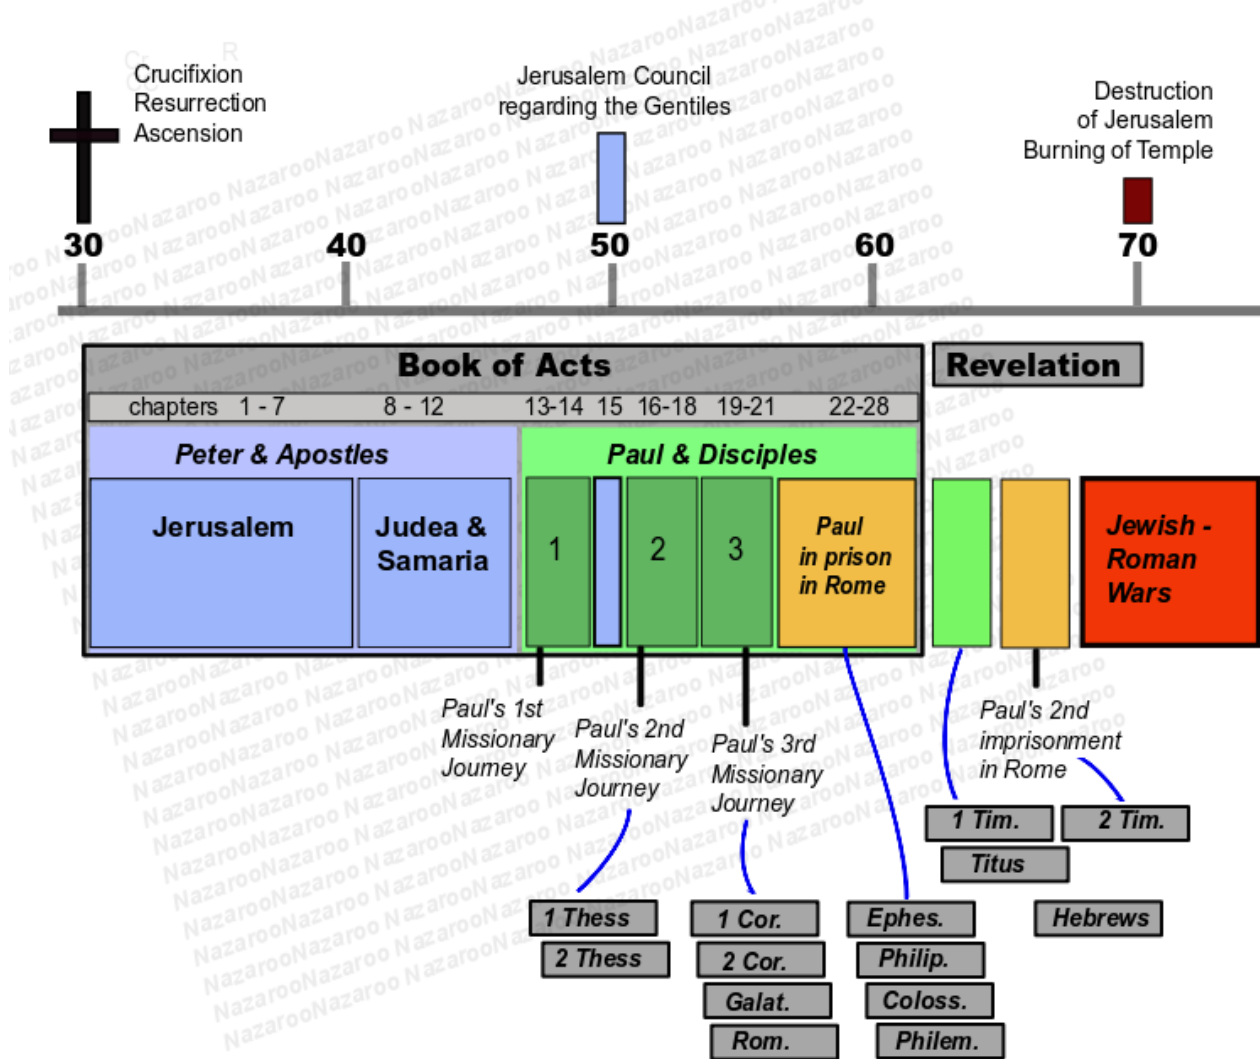 Crucifixion
Resurrection
Ascension
Jerusalem Council
regarding the Gentiles
Destruction
of Jerusalem
Burning of Temple
30 40 50 60 70
Book of Acts
Revelation
chapters 1 - 7 8 - 12 13-14 15 16-18 19-21 22-28
Peter & Apostles
Paul & Disciples
Jerusalem
Judea &
Samaria
1
2
3
Paul
in prison
in Rome
Jewish -
Roman
Wars
Paul's 1st
Missionary
Journey
Paul's 2nd
Missionary
Journey
Paul's 3rd
Missionary
Journey
Paul's 2nd
imprisonment
in Rome
1 Tim.
2 Tim.
Titus
1 Thess
2 Thess
1 Cor.
2 Cor.
Galat.
Rom.
Ephes.
Philip.
Coloss.
Philem.
Hebrews
Nazaroo